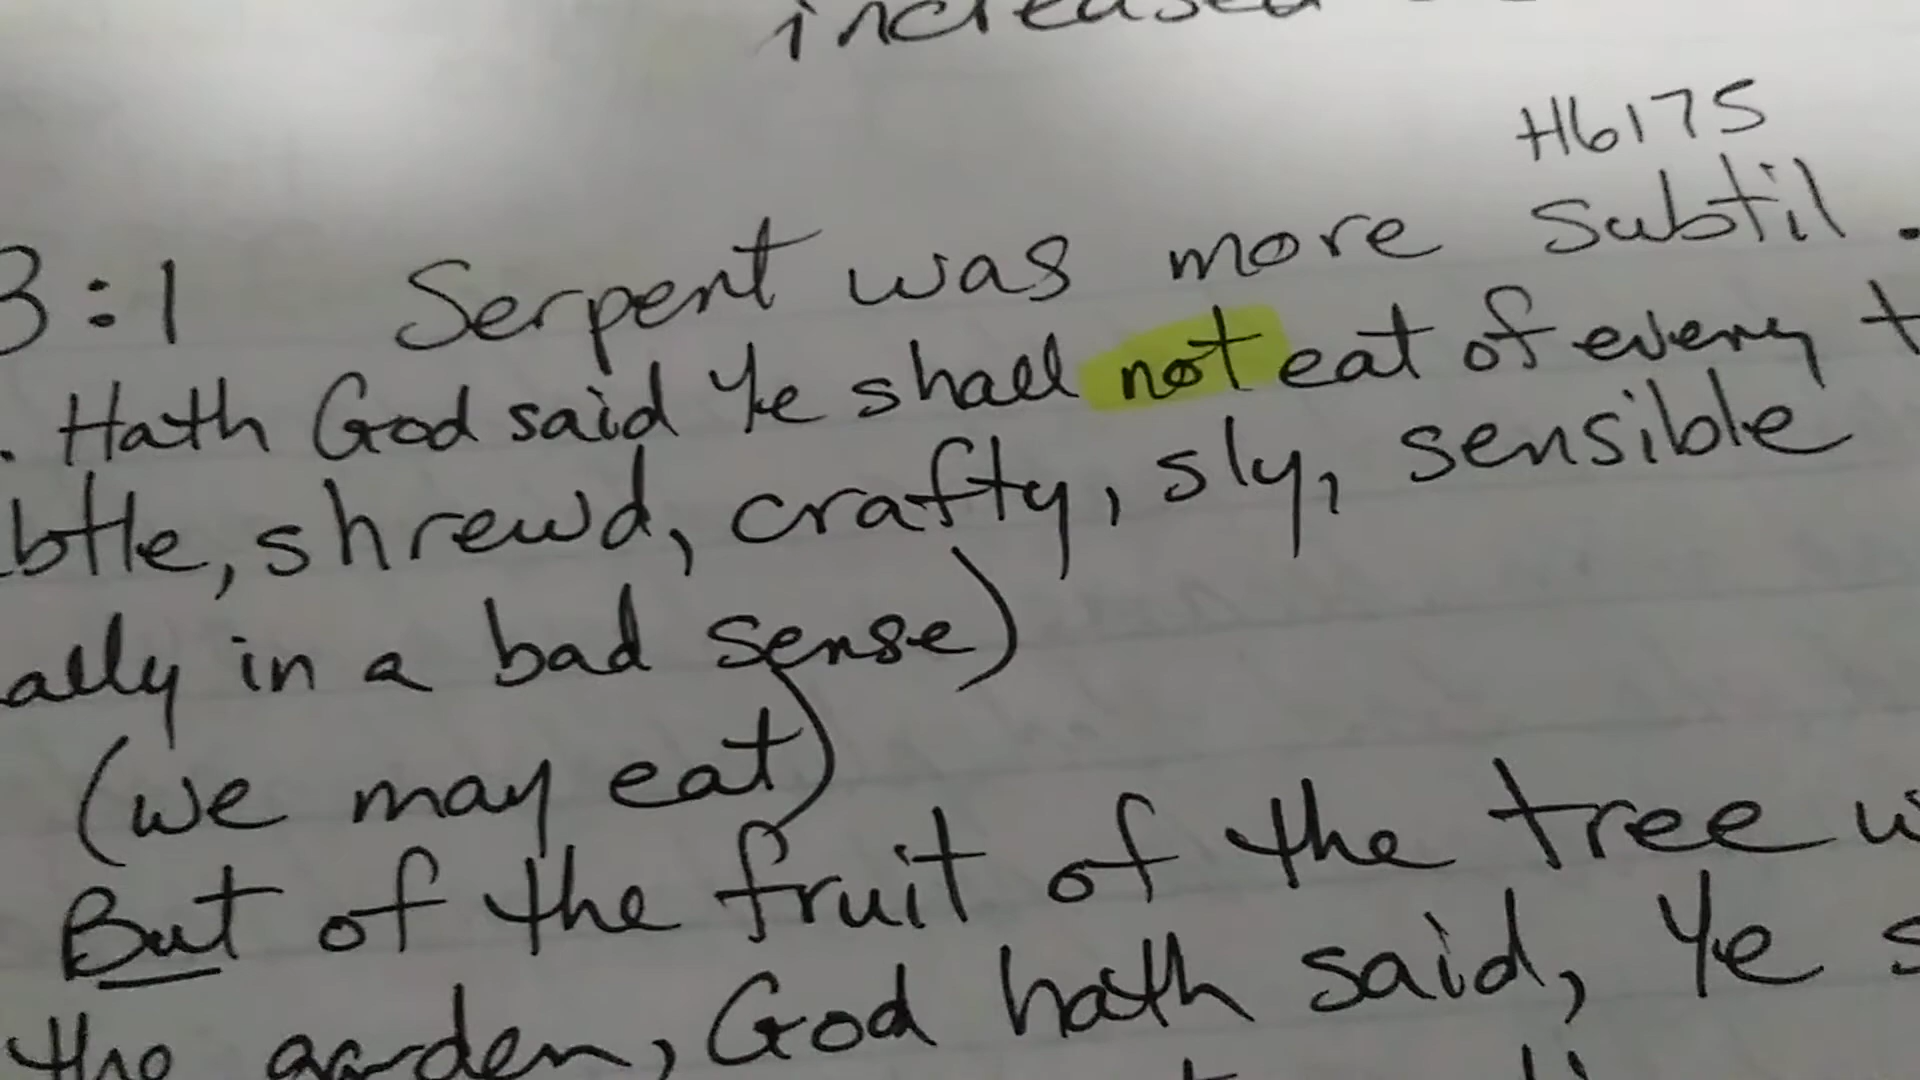 increased
H6175
3:1 Serpent was more subtil.
. Hath God said Ye shall not eat of every t
btle, shrewd, crafty, sly, sensible
ally in a bad sense)
(we may eat)
But of the fruit of the tree w
the garden, God hath said, Ye s